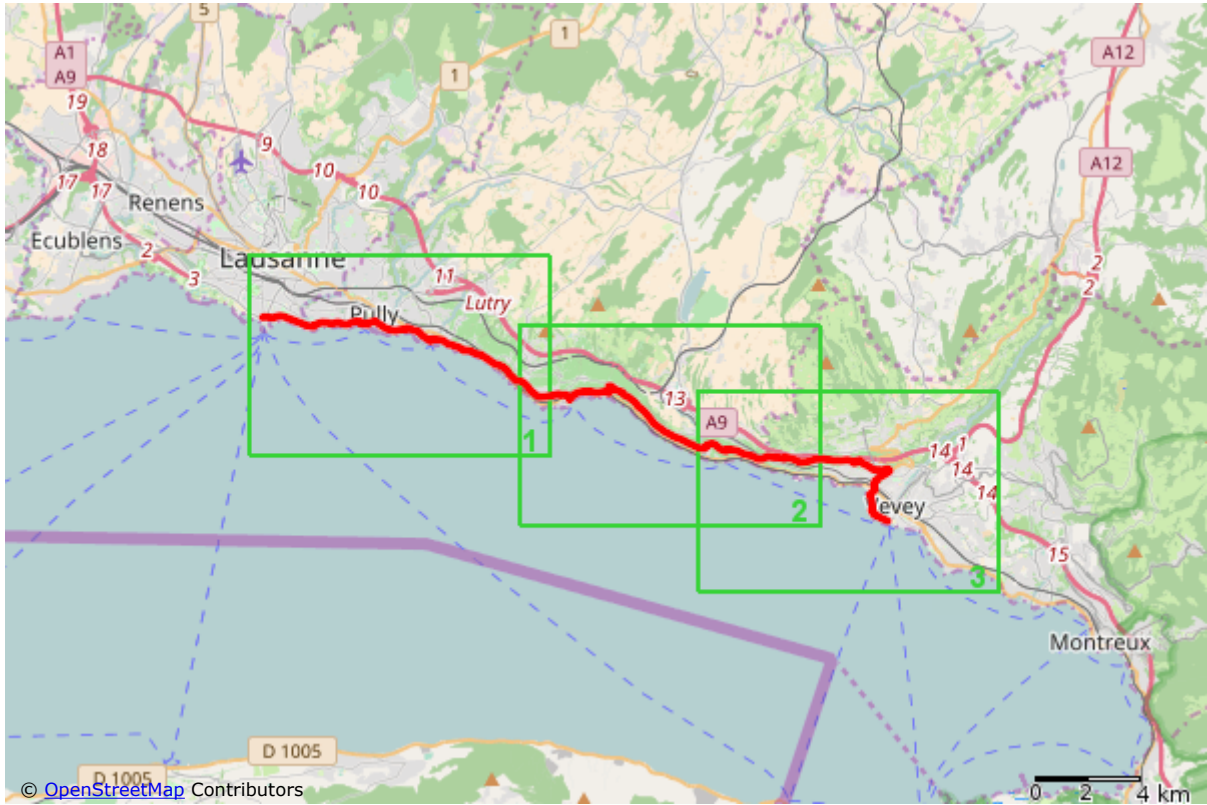 5
1
A12
A1
A9
1
19
9
18
10
A12
17
10
17
Renens
Ecublens
2
Lausanne
2
3
11
2
Lutry
Pully
13
A9
1
14
1
14
14
2
Vevey
15
3
Montreux
D 1005
D 1005
0 2 4 km
© OpenStreetMap Contributors